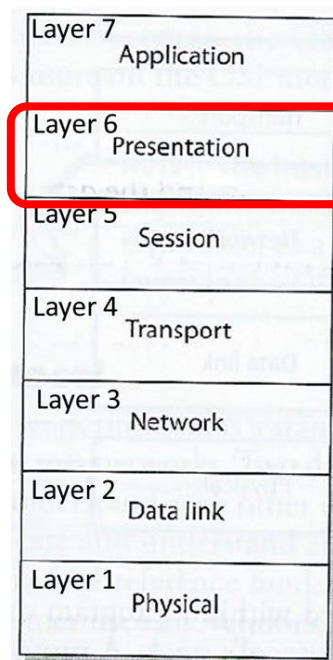 Layer 7
Application
Layer 6
Presentation
Layer 5
Session
Layer 4
Transport
Layer 3
Network
Layer 2
Data link
Layer 1
Physical